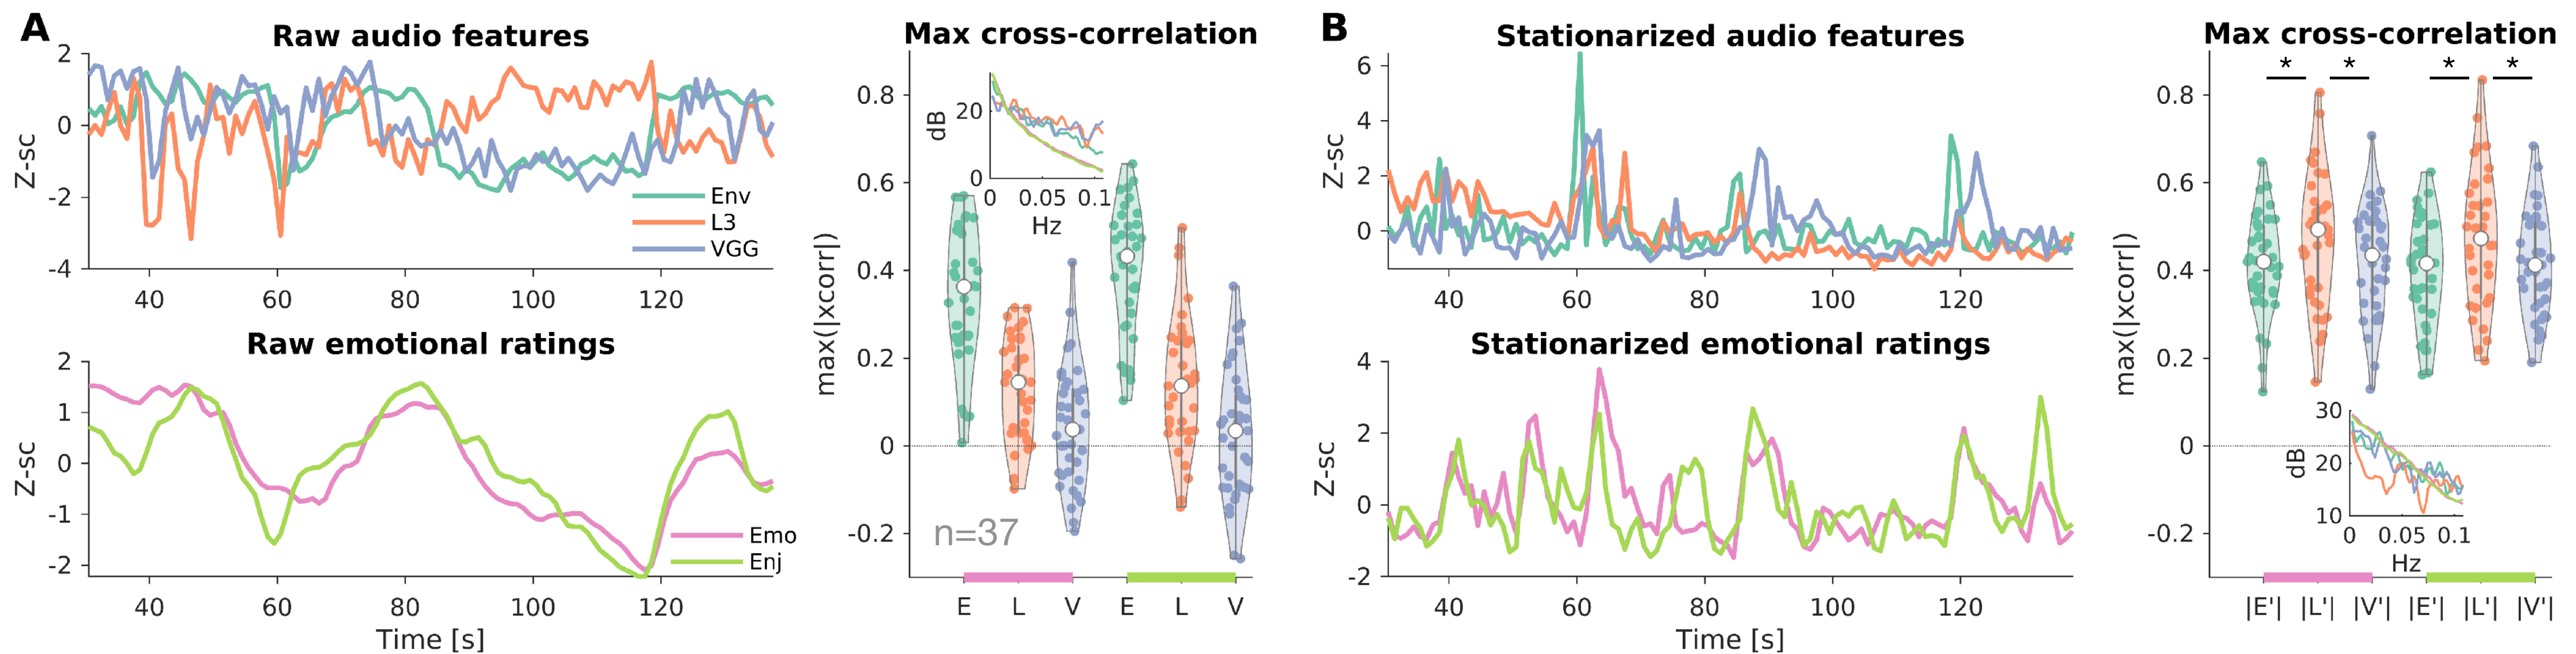 A
Raw audio features
Z-sc
2
0
-2
-4
Env
L3
VGG
40 60 80 100 120
Raw emotional ratings
Z-sc
2
1
0
-1
-2
Emo
Enj
40 60 80 100 120
Time [s]
Max cross-correlation
max(|xcorr|)
0.8
0.6
0.4
0.2
0
-0.2
dB
20
0
0 0.05 0.1
Hz
n=37
E L V E L V
B
Stationarized audio features
Z-sc
6
4
2
0
40 60 80 100 120
Stationarized emotional ratings
Z-sc
4
2
0
-2
40 60 80 100 120
Time [s]
Max cross-correlation
* * * *
max(|xcorr|)
0.8
0.6
0.4
0.2
0
-0.2
dB
30
20
10
0 0.05 0.1
Hz
|E'| |L'| |V'| |E'| |L'| |V'|